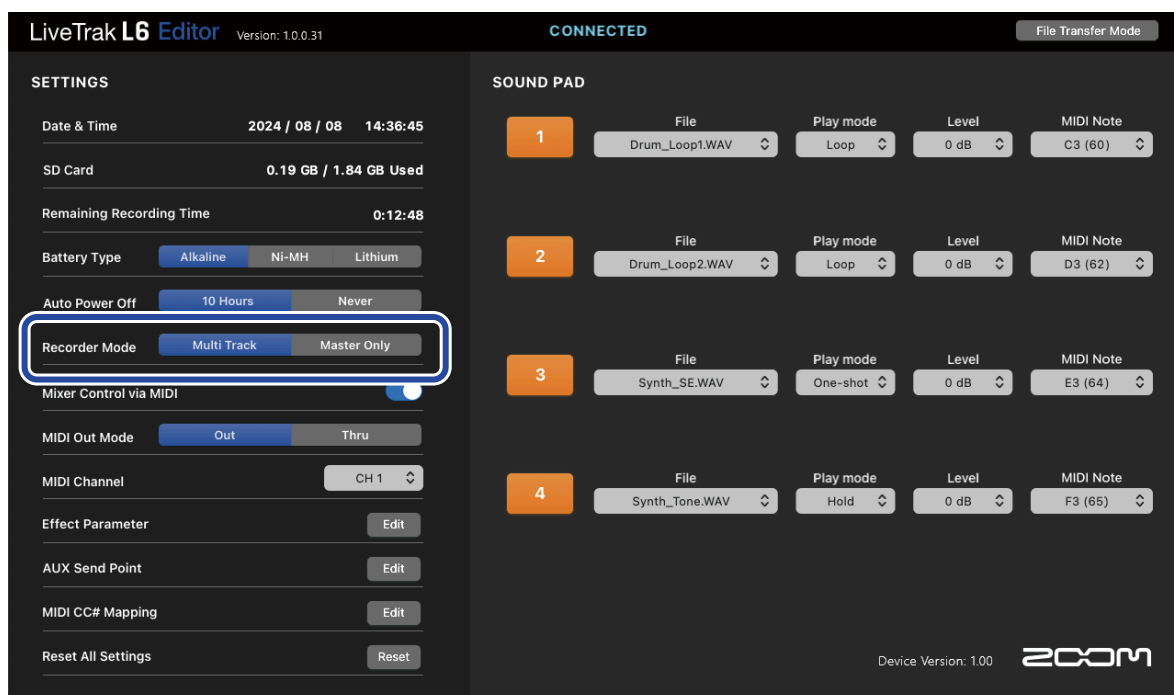 LiveTrak L6 Editor Version: 1.0.0.31
CONNECTED
File Transfer Mode
SETTINGS
Date & Time 2024 / 08 / 08 14:36:45
SD Card 0.19 GB / 1.84 GB Used
Remaining Recording Time 0:12:48
Battery Type Alkaline Ni-MH Lithium
Auto Power Off 10 Hours Never
Recorder Mode Multi Track Master Only
Mixer Control via MIDI
MIDI Out Mode Out Thru
MIDI Channel CH 1
Effect Parameter Edit
AUX Send Point Edit
MIDI CC# Mapping Edit
Reset All Settings Reset
SOUND PAD
File Play mode Level MIDI Note
1 Drum_Loop1.WAV Loop 0 dB C3 (60)
File Play mode Level MIDI Note
2 Drum_Loop2.WAV Loop 0 dB D3 (62)
File Play mode Level MIDI Note
3 Synth_SE.WAV One-shot 0 dB E3 (64)
File Play mode Level MIDI Note
4 Synth_Tone.WAV Hold 0 dB F3 (65)
Device Version: 1.00 ZOOM